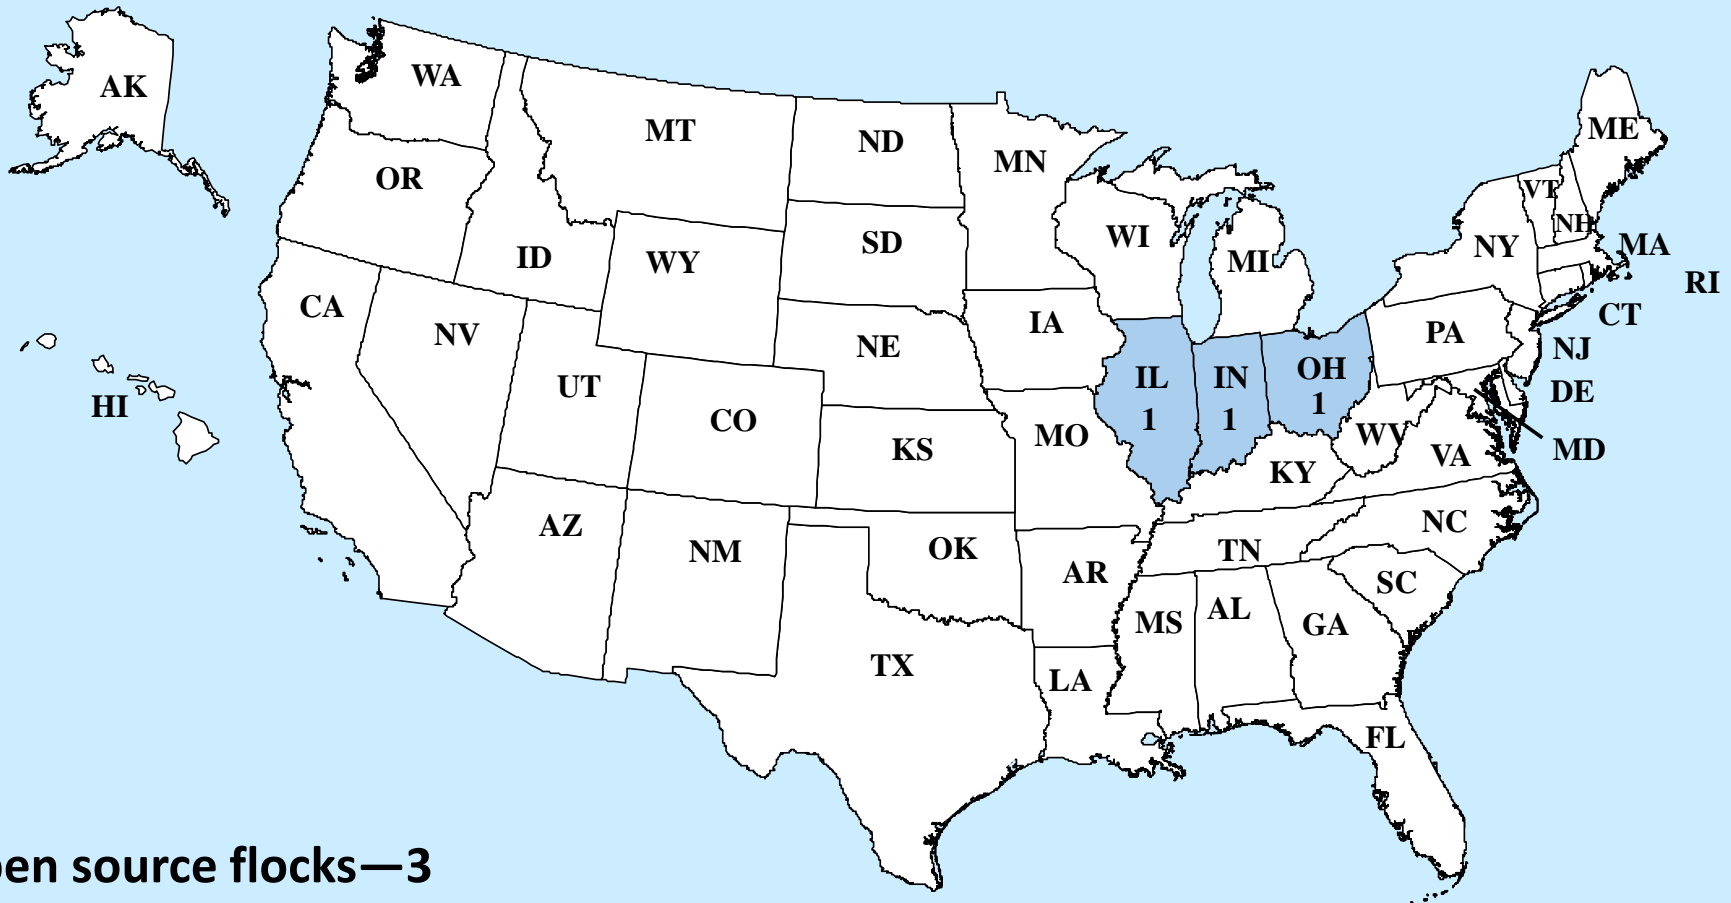 AK
WA
MT
ND
MN
ME
OR
ID
WY
SD
WI
MI
NY
VT
NH
MA
RI
CT
CA
NV
UT
CO
NE
IA
IL
1
IN
1
OH
1
PA
NJ
DE
MD
HI
KS
MO
KY
WV
VA
AZ
NM
OK
AR
TN
NC
SC
TX
LA
MS
AL
GA
FL
pen source flocks—3